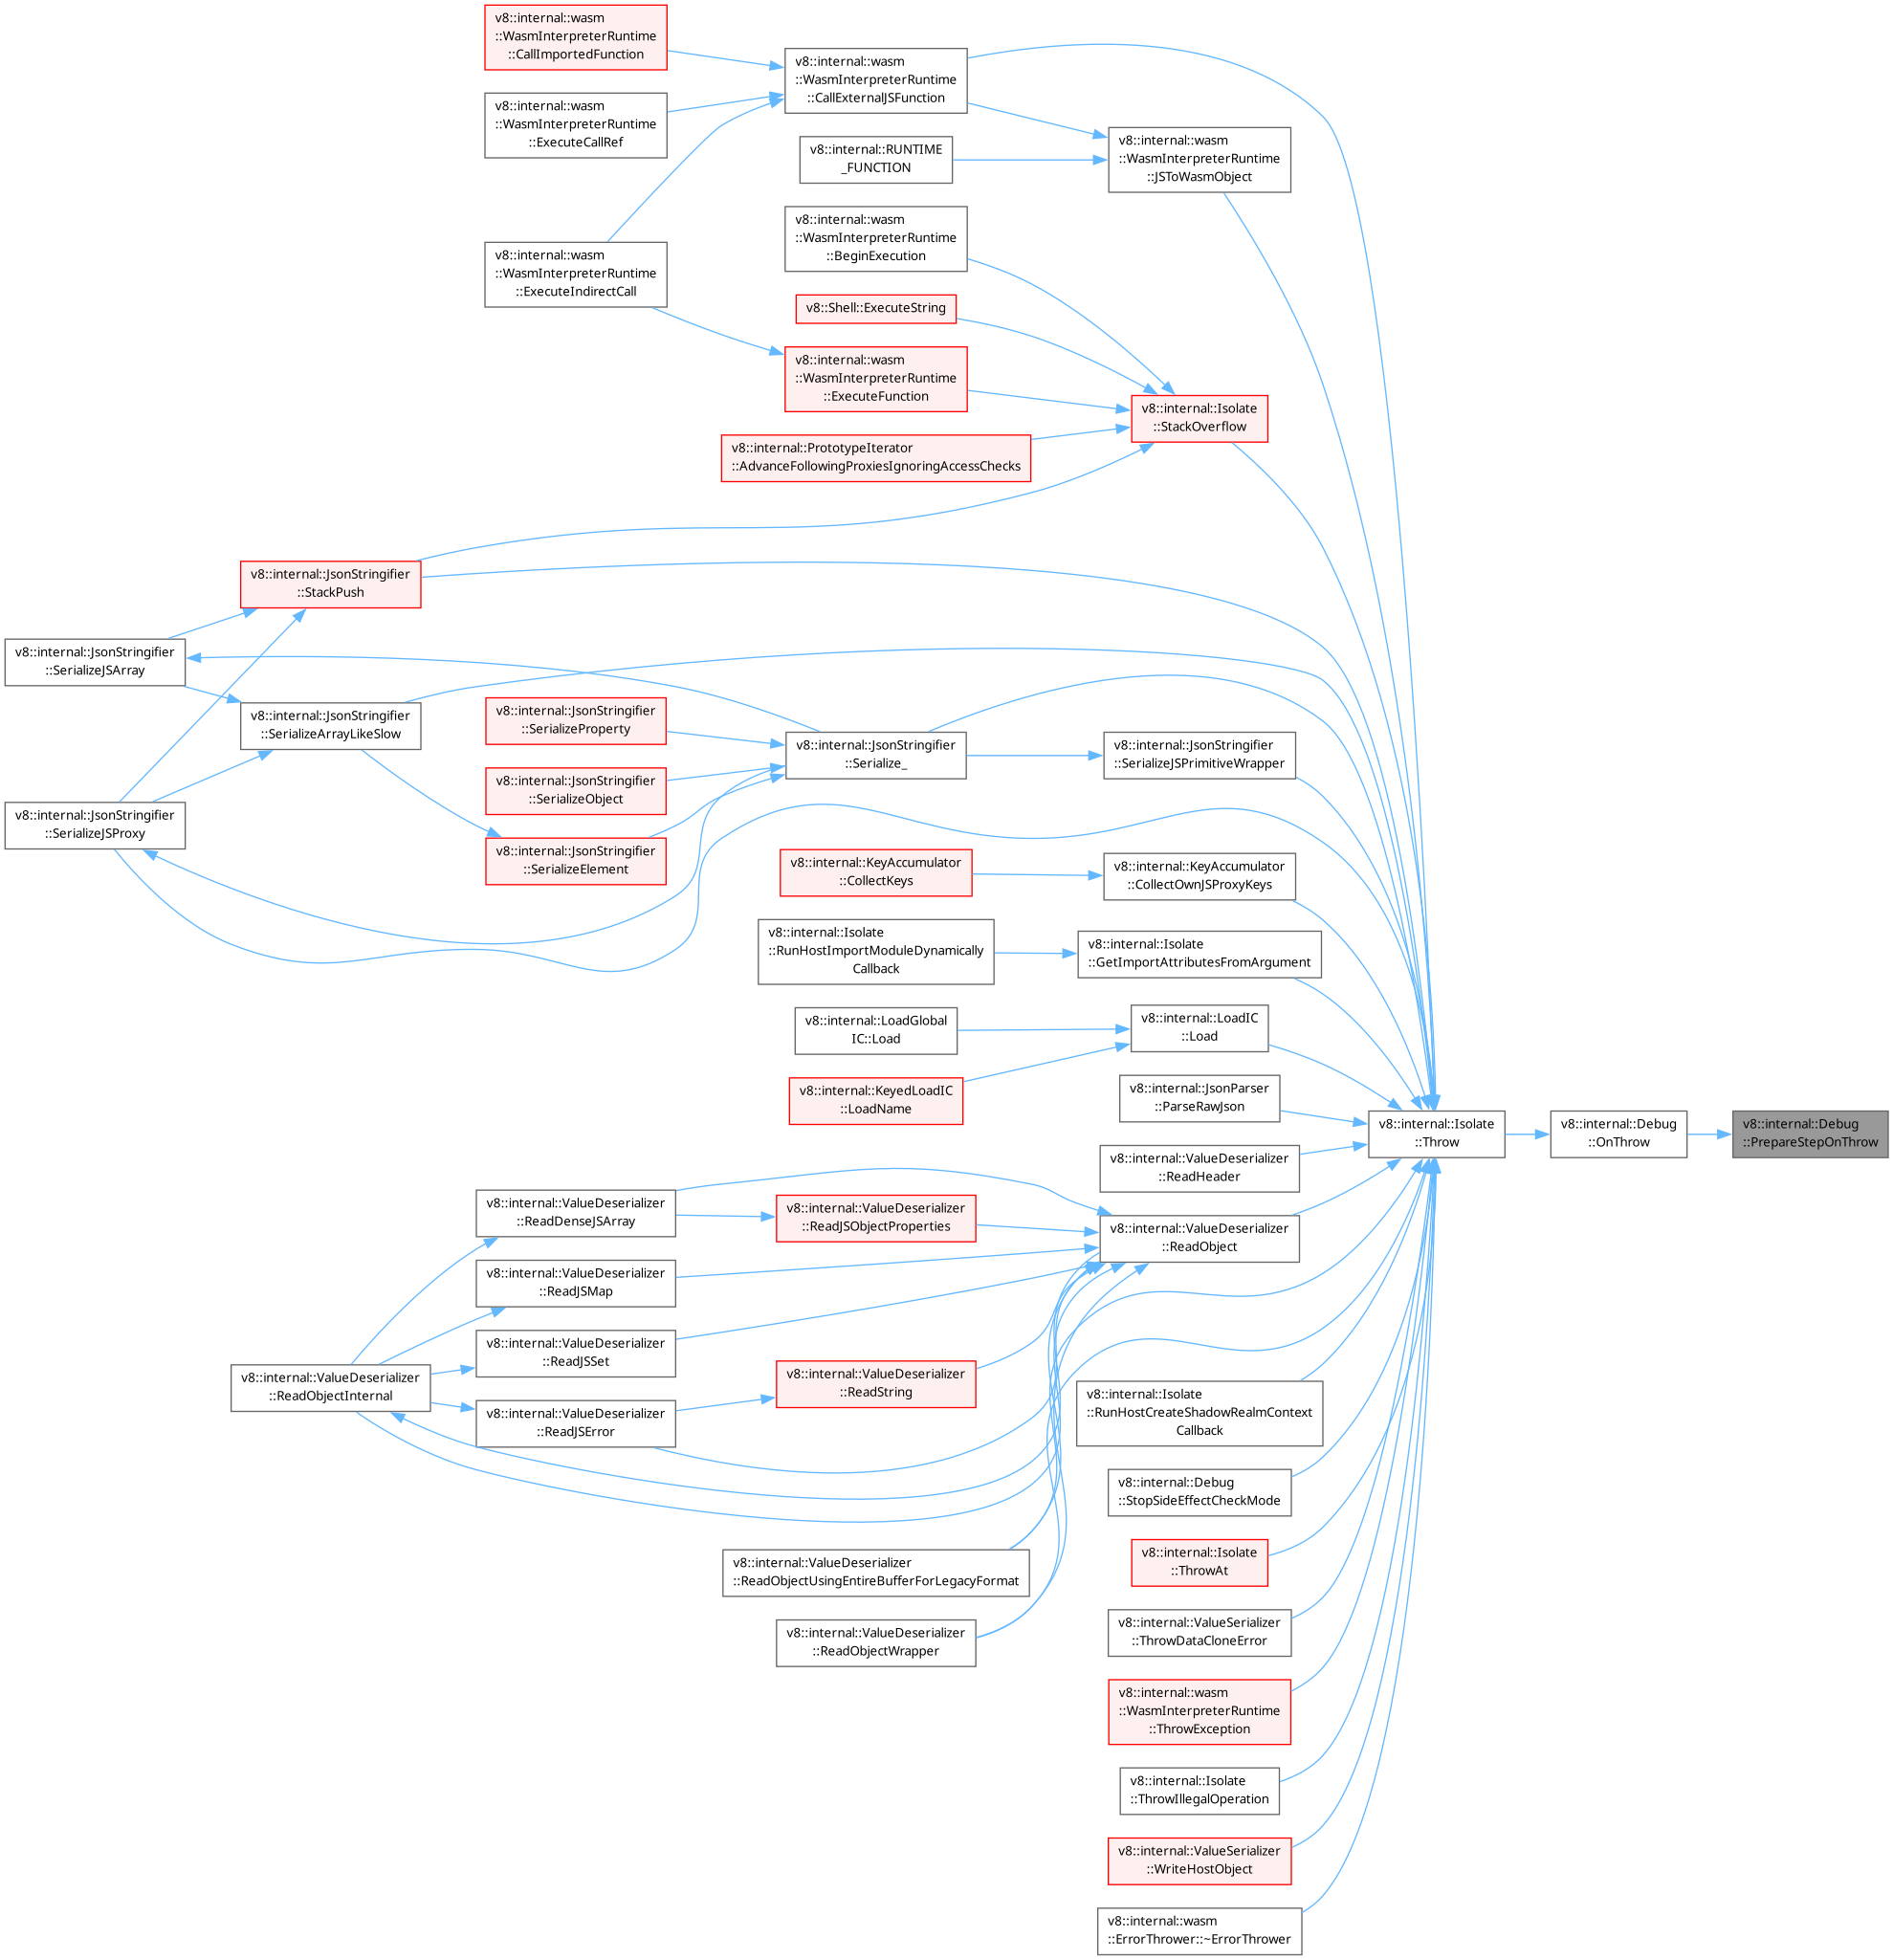 v8::internal::wasm
::WasmInterpreterRuntime
::CallImportedFunction
v8::internal::wasm
::WasmInterpreterRuntime
::CallExternalJSFunction
v8::internal::wasm
::WasmInterpreterRuntime
::ExecuteCallRef
v8::internal::RUNTIME
_FUNCTION
v8::internal::wasm
::WasmInterpreterRuntime
::JSToWasmObject
v8::internal::wasm
::WasmInterpreterRuntime
::BeginExecution
v8::internal::wasm
::WasmInterpreterRuntime
::ExecuteIndirectCall
v8::Shell::ExecuteString
v8::internal::wasm
::WasmInterpreterRuntime
::ExecuteFunction
v8::internal::Isolate
::StackOverflow
v8::internal::PrototypeIterator
::AdvanceFollowingProxiesIgnoringAccessChecks
v8::internal::JsonStringifier
::StackPush
v8::internal::JsonStringifier
::SerializeJSArray
v8::internal::JsonStringifier
::SerializeArrayLikeSlow
v8::internal::JsonStringifier
::SerializeProperty
v8::internal::JsonStringifier
::Serialize_
v8::internal::JsonStringifier
::SerializeJSPrimitiveWrapper
v8::internal::JsonStringifier
::SerializeObject
v8::internal::JsonStringifier
::SerializeJSProxy
v8::internal::JsonStringifier
::SerializeElement
v8::internal::KeyAccumulator
::CollectKeys
v8::internal::KeyAccumulator
::CollectOwnJSProxyKeys
v8::internal::Isolate
::RunHostImportModuleDynamically
Callback
v8::internal::Isolate
::GetImportAttributesFromArgument
v8::internal::LoadGlobal
IC::Load
v8::internal::LoadIC
::Load
v8::internal::KeyedLoadIC
::LoadName
v8::internal::JsonParser
::ParseRawJson
v8::internal::Isolate
::Throw
v8::internal::Debug
::OnThrow
v8::internal::Debug
::PrepareStepOnThrow
v8::internal::ValueDeserializer
::ReadHeader
v8::internal::ValueDeserializer
::ReadDenseJSArray
v8::internal::ValueDeserializer
::ReadJSObjectProperties
v8::internal::ValueDeserializer
::ReadObject
v8::internal::ValueDeserializer
::ReadJSMap
v8::internal::ValueDeserializer
::ReadJSSet
v8::internal::ValueDeserializer
::ReadObjectInternal
v8::internal::ValueDeserializer
::ReadString
v8::internal::ValueDeserializer
::ReadJSError
v8::internal::Isolate
::RunHostCreateShadowRealmContext
Callback
v8::internal::Debug
::StopSideEffectCheckMode
v8::internal::ValueDeserializer
::ReadObjectUsingEntireBufferForLegacyFormat
v8::internal::Isolate
::ThrowAt
v8::internal::ValueDeserializer
::ReadObjectWrapper
v8::internal::ValueSerializer
::ThrowDataCloneError
v8::internal::wasm
::WasmInterpreterRuntime
::ThrowException
v8::internal::Isolate
::ThrowIllegalOperation
v8::internal::ValueSerializer
::WriteHostObject
v8::internal::wasm
::ErrorThrower::~ErrorThrower